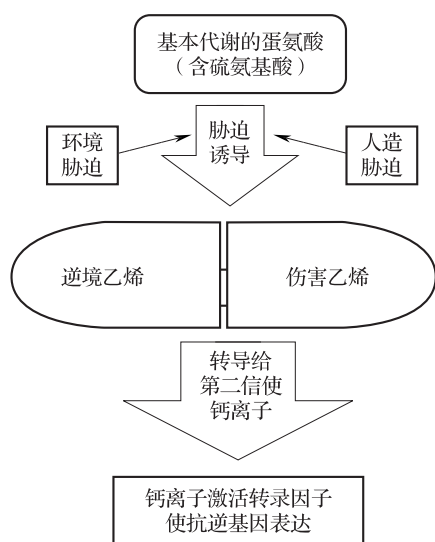 基本代谢的蛋氨酸
（含硫氨基酸）
胁迫
诱导
环境
胁迫
人造
胁迫
逆境乙烯
伤害乙烯
转导给
第二信使
钙离子
钙离子激活转录因子
使抗逆基因表达